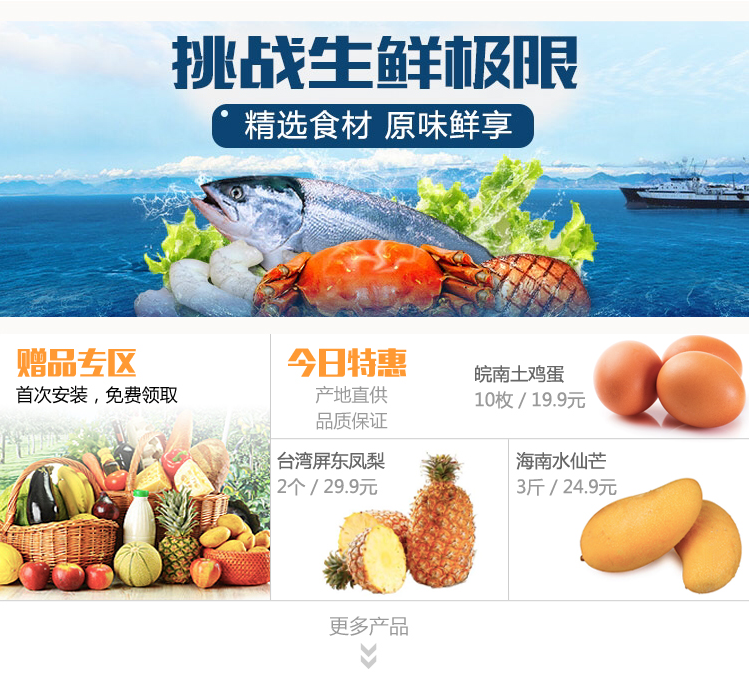 挑战生鲜极限
精选食材 原味鲜享
赠品专区
首次安装，免费领取
今日特惠
产地直供
品质保证
皖南土鸡蛋
10枚 / 19.9元
台湾屏东凤梨
2个 / 29.9元
海南水仙芒
3斤 / 24.9元
更多产品